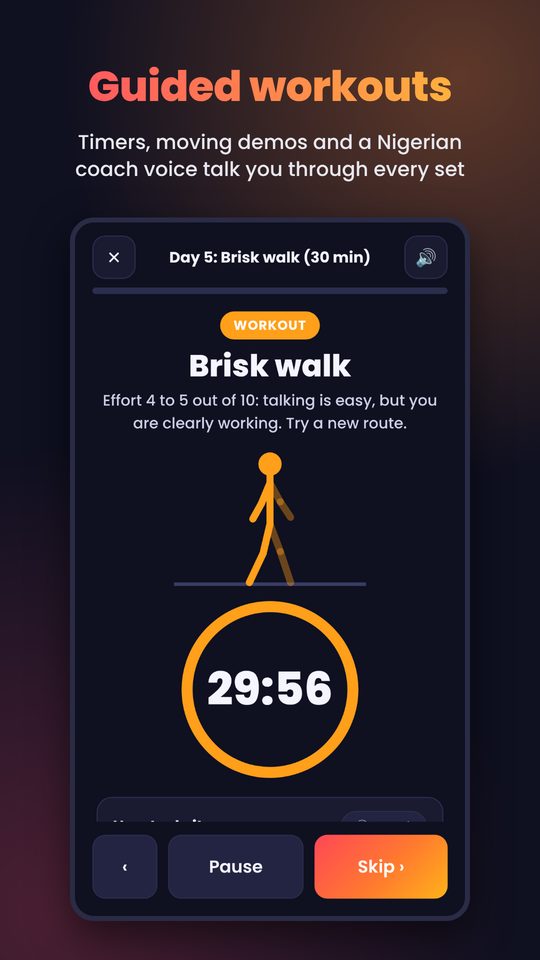 Guided workouts
Timers, moving demos and a Nigerian
coach voice talk you through every set
✕
Day 5: Brisk walk (30 min)
WORKOUT
Brisk walk
Effort 4 to 5 out of 10: talking is easy, but you
are clearly working. Try a new route.
29:56
‹
Pause
Skip ›